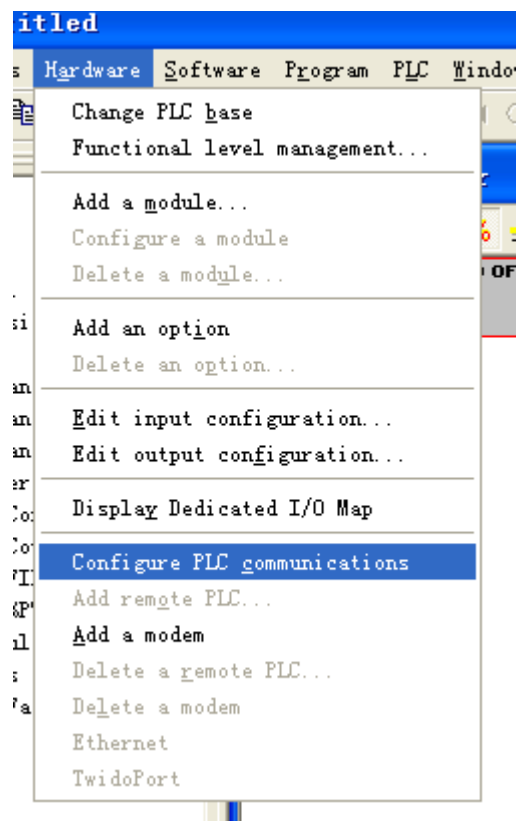 Hardware Software Program PLC
Change PLC base
Functional level management...
Add a module...
Configure a module
Delete a module...
OF
Add an option
Delete an option...
Edit input configuration...
Edit output configuration...
Display Dedicated I/O Map
Configure PLC communications
Add remote PLC...
Add a modem
Delete a remote PLC...
Delete a modem
Ethernet
TwidoPort